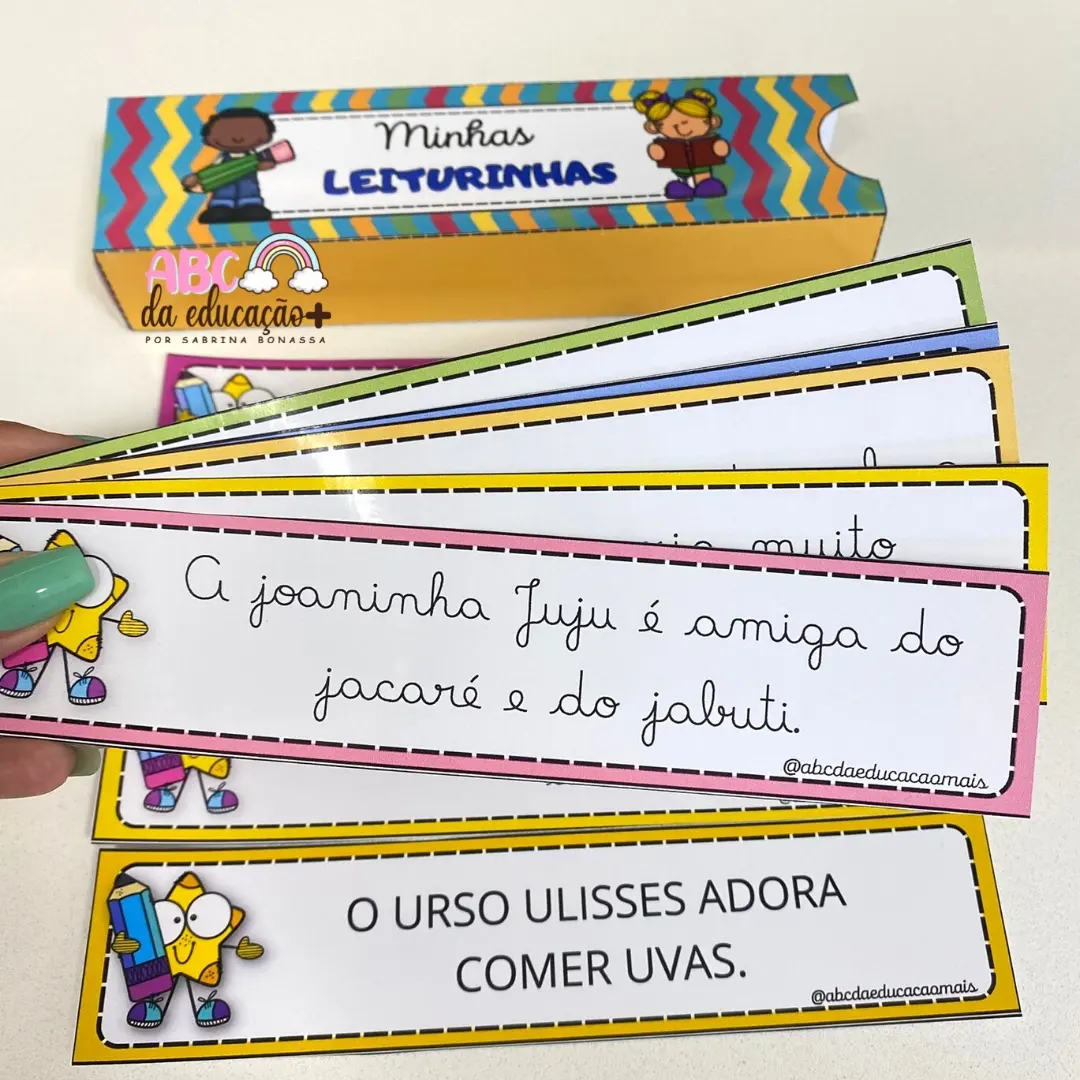 Minhas
LEITURINHAS
ABC
da educação+
POR SABRINA BONASSA
muito
A joaninha Juju é amiga do
jacaré e do jabuti.
@abcdaeducacaomais
O URSO ULISSES ADORA
COMER UVAS.
@abcdaeducacaomais